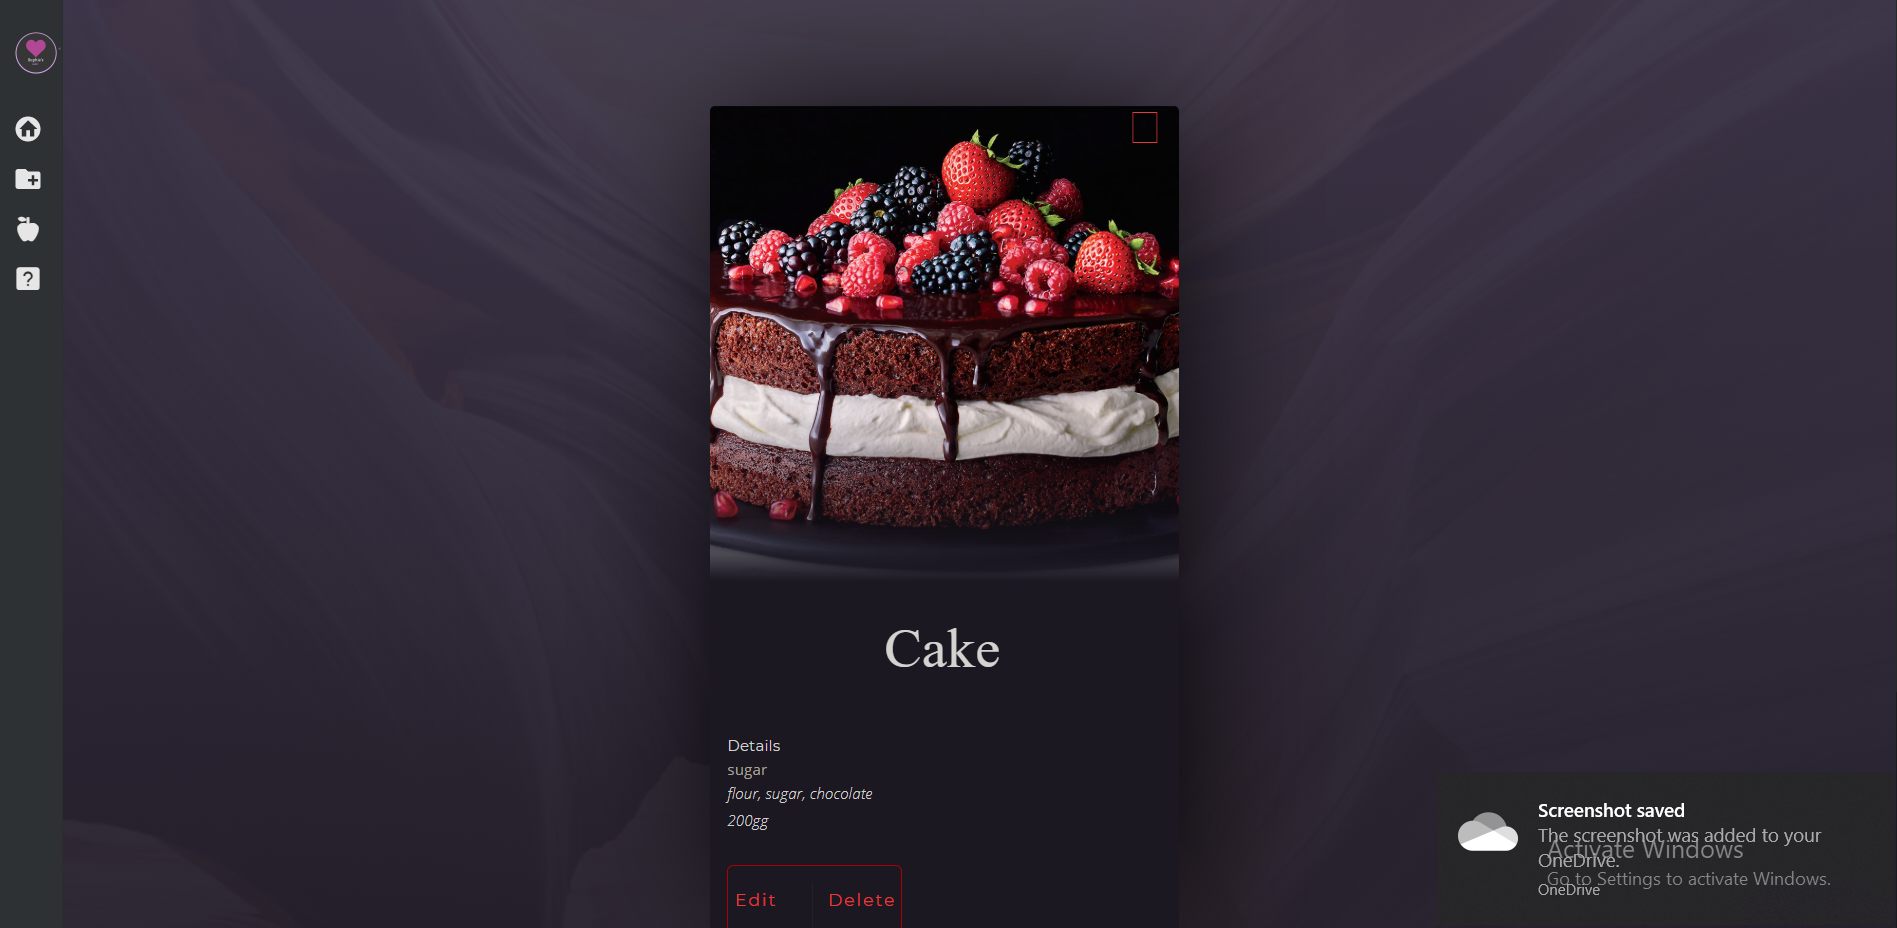 Sophie's
Cake
Details
sugar
flour, sugar, chocolate
200gg
Edit
Delete
Screenshot saved
The screenshot was added to your
OneDrive.
OneDrive
Activate Windows
Go to Settings to activate Windows.